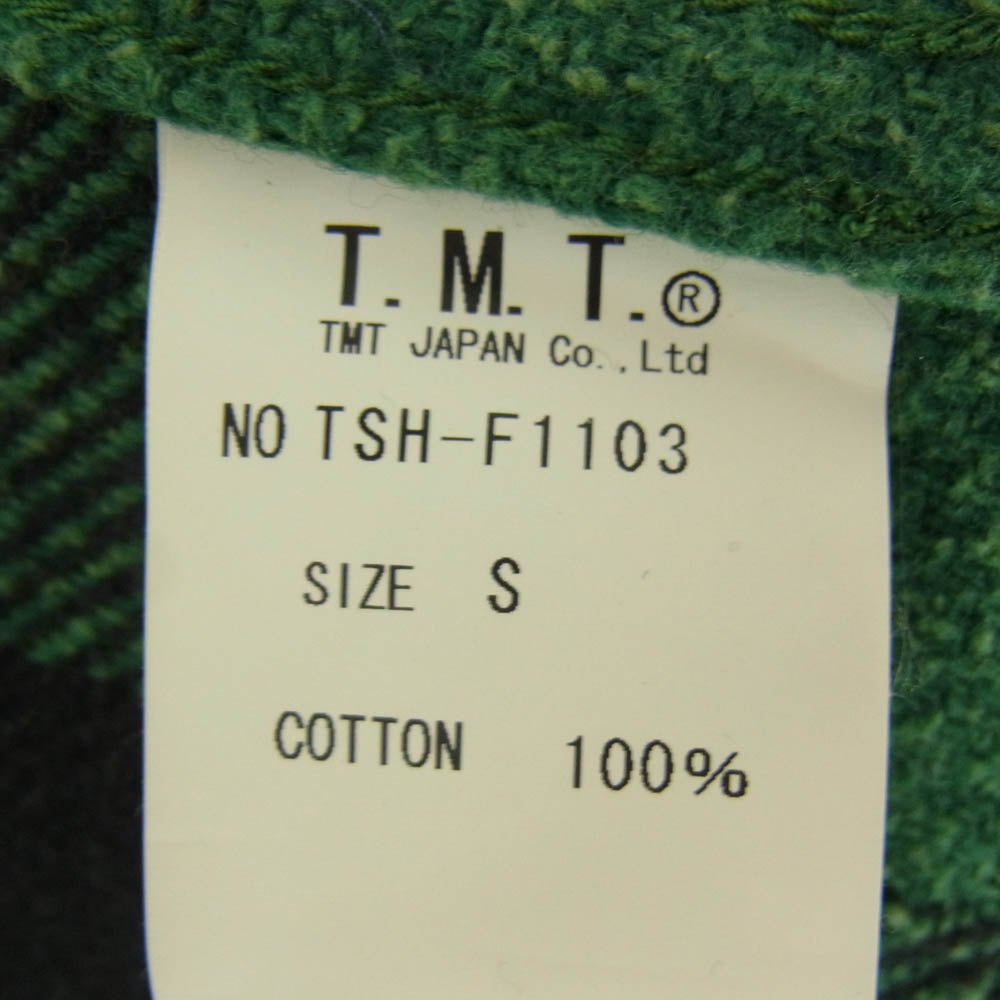 T.M.T.®
TMT JAPAN Co.,Ltd
NO TSH-F1103
SIZE S
COTTON 100%